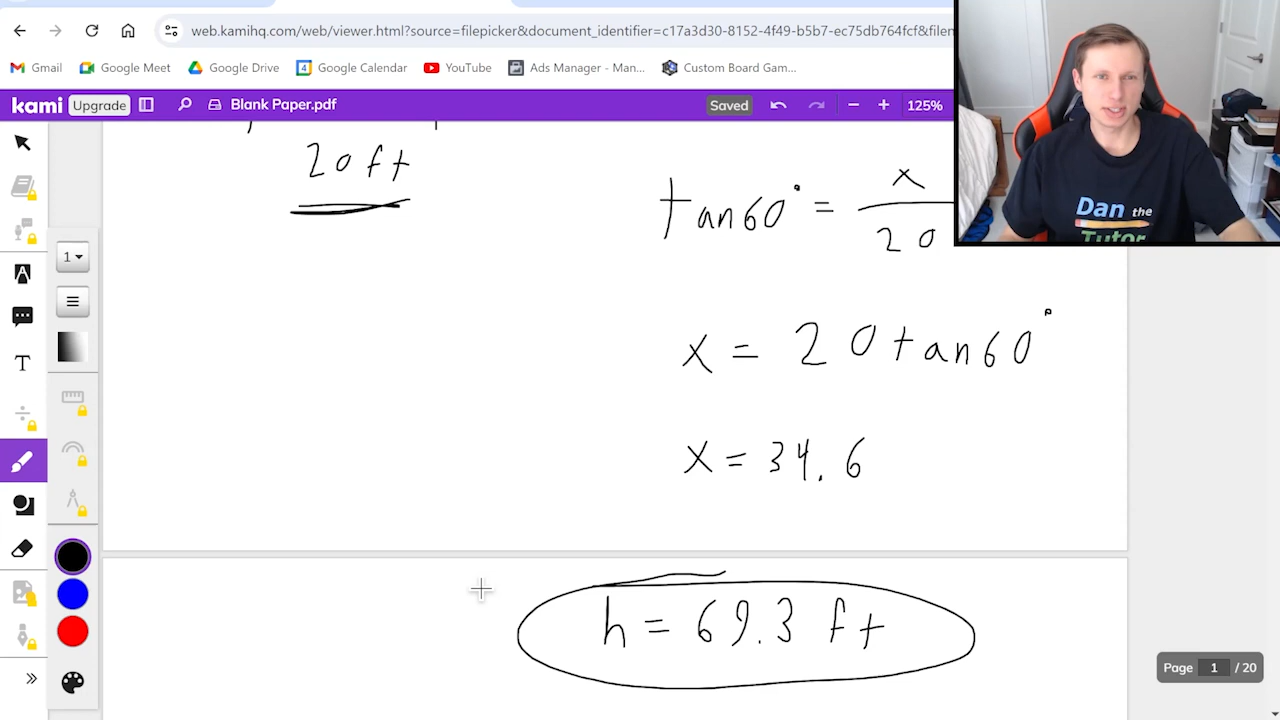 web.kamihq.com/web/viewer.html?source=filepicker&document_identifier=c17a3d30-8152-4f49-b5b7-ec75db764fcf&filen
Gmail Google Meet Google Drive 4 Google Calendar YouTube Ads Manager - Man... Custom Board Gam...
kami Upgrade Blank Paper.pdf Saved 125%
Dan the
Tutor
20 ft
tan60° = x
20
x = 20tan60°
x = 34.6
h = 69.3 ft
1
T
Page 1 / 20